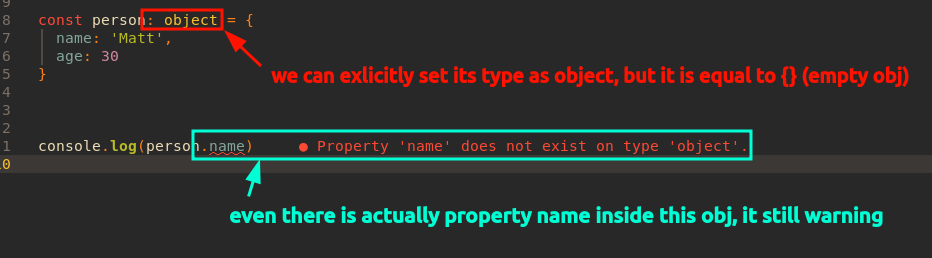 9
8 const person: object = {
7 name: 'Matt',
6 age: 30
5 }
we can exlicitly set its type as object, but it is equal to {} (empty obj)
4
3
2
1 console.log(person.name) ● Property 'name' does not exist on type 'object'.
10
even there is actually property name inside this obj, it still warning